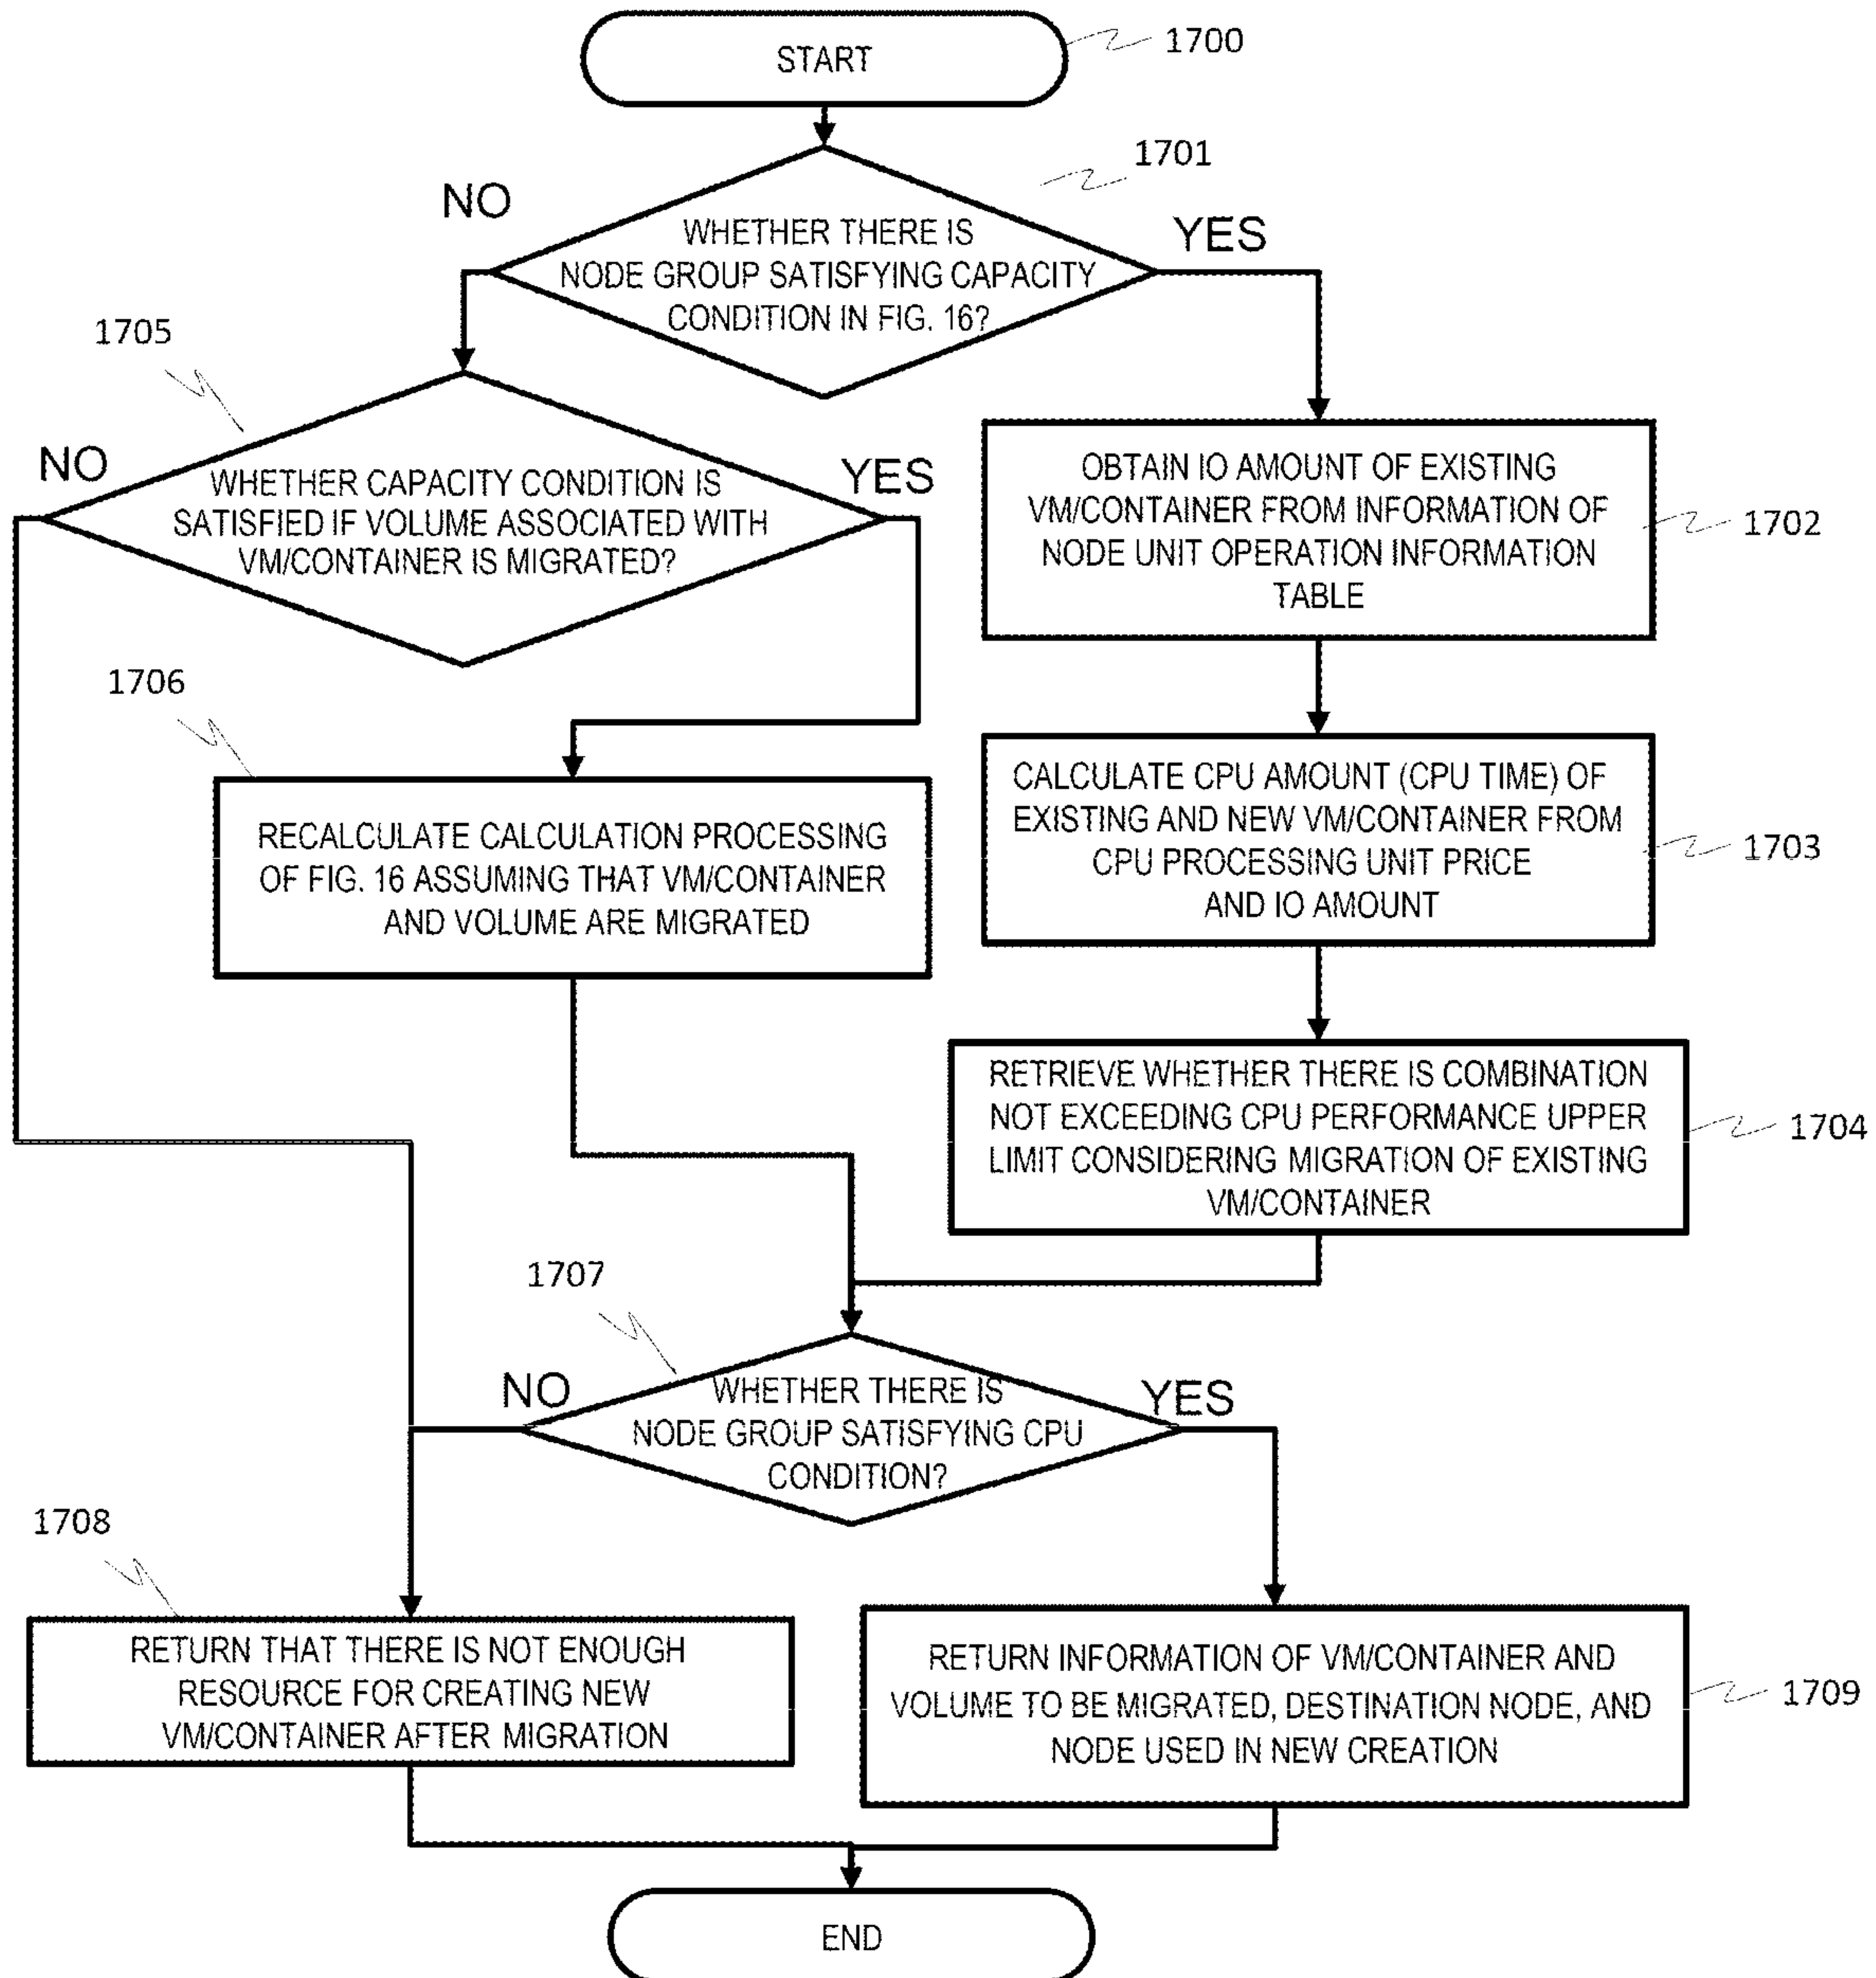 START
1700
1701
NO
YES
WHETHER THERE IS
NODE GROUP SATISFYING CAPACITY
CONDITION IN FIG. 16?
1705
NO
YES
WHETHER CAPACITY CONDITION IS
SATISFIED IF VOLUME ASSOCIATED WITH
VM/CONTAINER IS MIGRATED?
OBTAIN IO AMOUNT OF EXISTING
VM/CONTAINER FROM INFORMATION OF
NODE UNIT OPERATION INFORMATION
TABLE
1702
1706
RECALCULATE CALCULATION PROCESSING
OF FIG. 16 ASSUMING THAT VM/CONTAINER
AND VOLUME ARE MIGRATED
CALCULATE CPU AMOUNT (CPU TIME) OF
EXISTING AND NEW VM/CONTAINER FROM
CPU PROCESSING UNIT PRICE
AND IO AMOUNT
1703
RETRIEVE WHETHER THERE IS COMBINATION
NOT EXCEEDING CPU PERFORMANCE UPPER
LIMIT CONSIDERING MIGRATION OF EXISTING
VM/CONTAINER
1704
1707
NO
YES
WHETHER THERE IS
NODE GROUP SATISFYING CPU
CONDITION?
1708
RETURN THAT THERE IS NOT ENOUGH
RESOURCE FOR CREATING NEW
VM/CONTAINER AFTER MIGRATION
RETURN INFORMATION OF VM/CONTAINER AND
VOLUME TO BE MIGRATED, DESTINATION NODE, AND
NODE USED IN NEW CREATION
1709
END